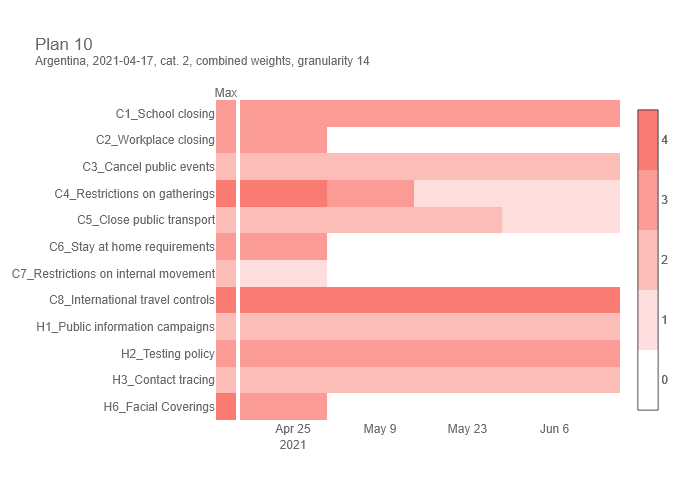 Plan 10
Argentina, 2021-04-17, cat. 2, combined weights, granularity 14
Max
C1_School closing
C2_Workplace closing
C3_Cancel public events
C4_Restrictions on gatherings
C5_Close public transport
C6_Stay at home requirements
C7_Restrictions on internal movement
C8_International travel controls
H1_Public information campaigns
H2_Testing policy
H3_Contact tracing
H6_Facial Coverings
Apr 25 May 9 May 23 Jun 6
2021
4
3
2
1
0